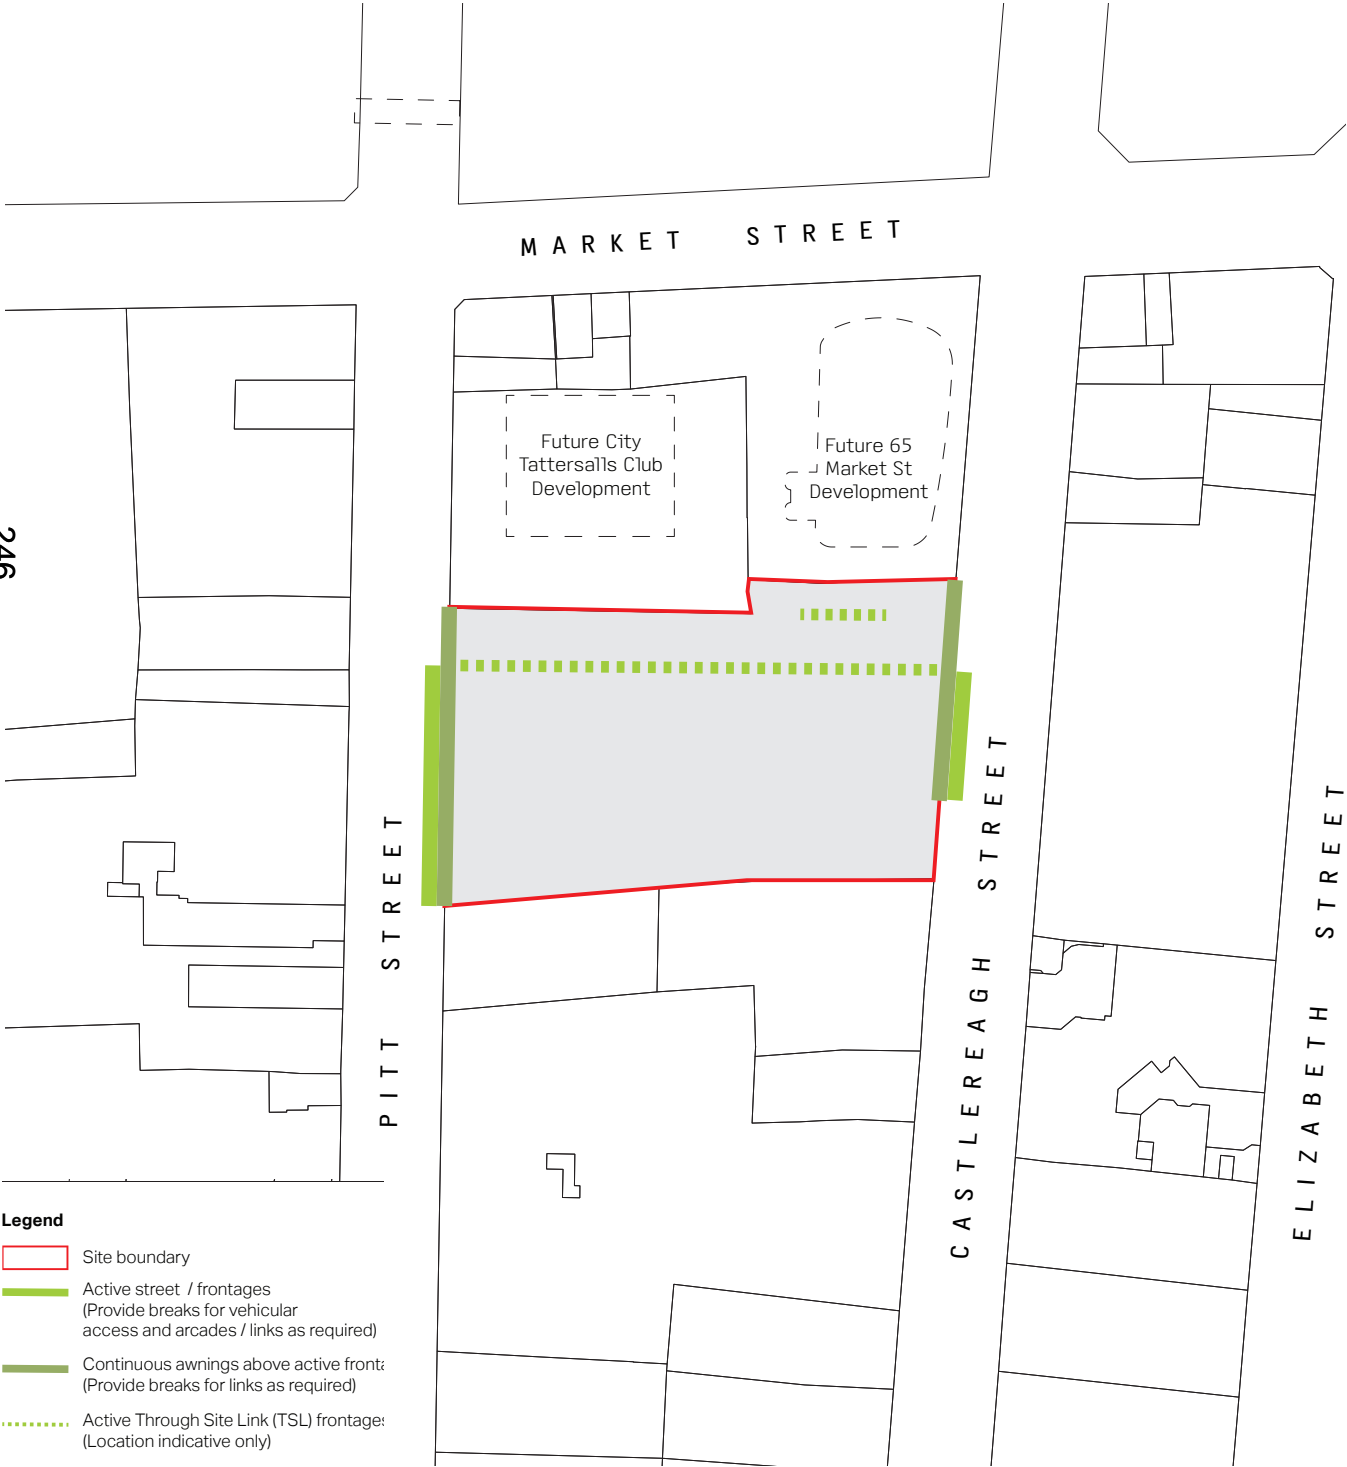 MARKET STREET
Future City
Tattersalls Club
Development
Future 65
Market St
Development
246
PITT STREET
CASTLEREAGH STREET
ELIZABETH STREET
Legend
Site boundary
Active street / frontages
(Provide breaks for vehicular
access and arcades / links as required)
Continuous awnings above active fronta
(Provide breaks for links as required)
Active Through Site Link (TSL) frontages
(Location indicative only)